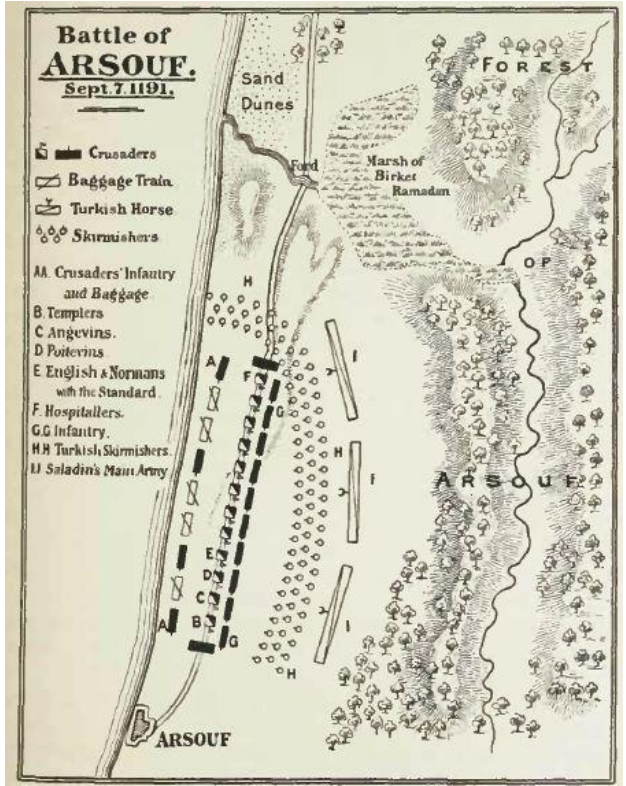 Battle of
ARSOUF.
Sept. 7. 1191.
Crusaders
Baggage Train
Turkish Horse
Skirmishers
AA. Crusaders' Infantry
and Baggage
B. Templers
C Angevins.
D Poitevins.
E English & Normans
with the Standard.
F. Hospitallers.
G.G Infantry.
H H Turkish Skirmishers.
I.I Saladin's Main Army
Sand
Dunes
Ford
Marsh of
Birket
Ramadan
FOREST
OF
ARSOUF
H
A
F
G
I
H
I
E
D
C
B
A
G
I
H
ARSOUF